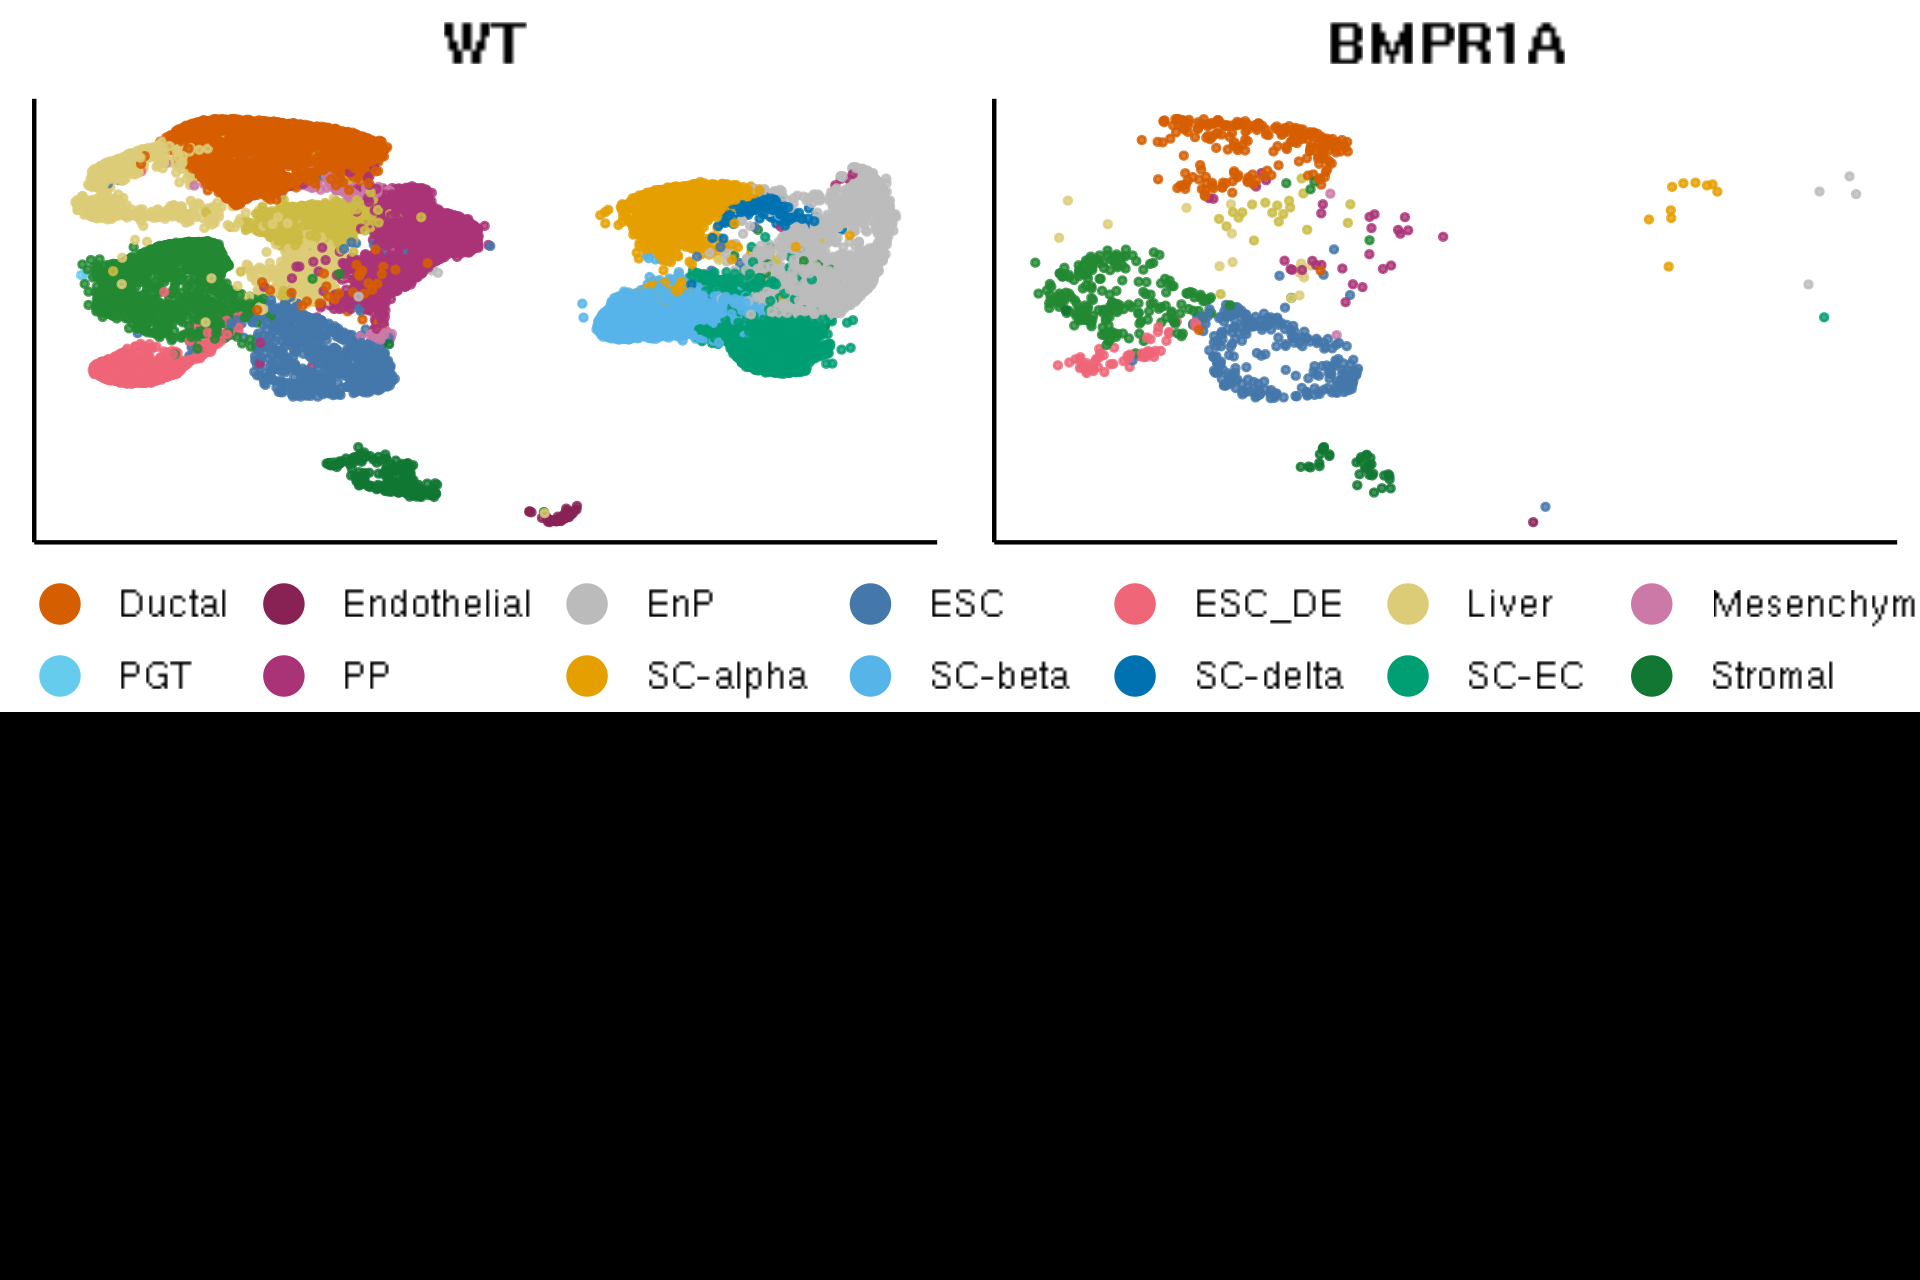 WT BMPR1A
Ductal Endothelial EnP ESC ESC_DE Liver Mesenchym
PGT PP SC-alpha SC-beta SC-delta SC-EC Stromal